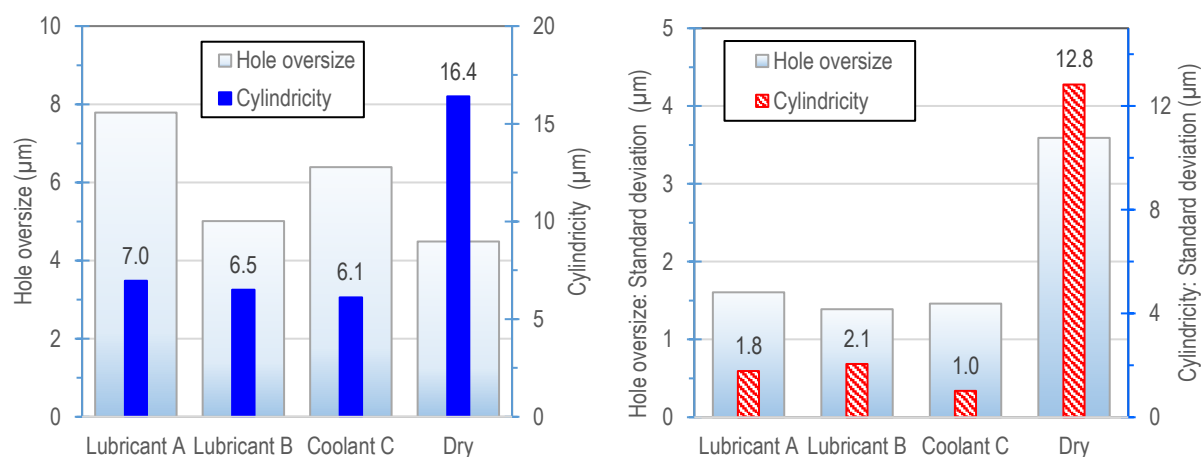 10
8
6
4
2
0
Hole oversize (µm)
20
15
10
5
0
Cylindricity (µm)
Hole oversize
Cylindricity
7.0
6.5
6.1
16.4
Lubricant A
Lubricant B
Coolant C
Dry
5
4
3
2
1
0
Hole oversize: Standard deviation (µm)
12
8
4
0
Cylindricity: Standard deviation (µm)
Hole oversize
Cylindricity
1.8
2.1
1.0
12.8
Lubricant A
Lubricant B
Coolant C
Dry